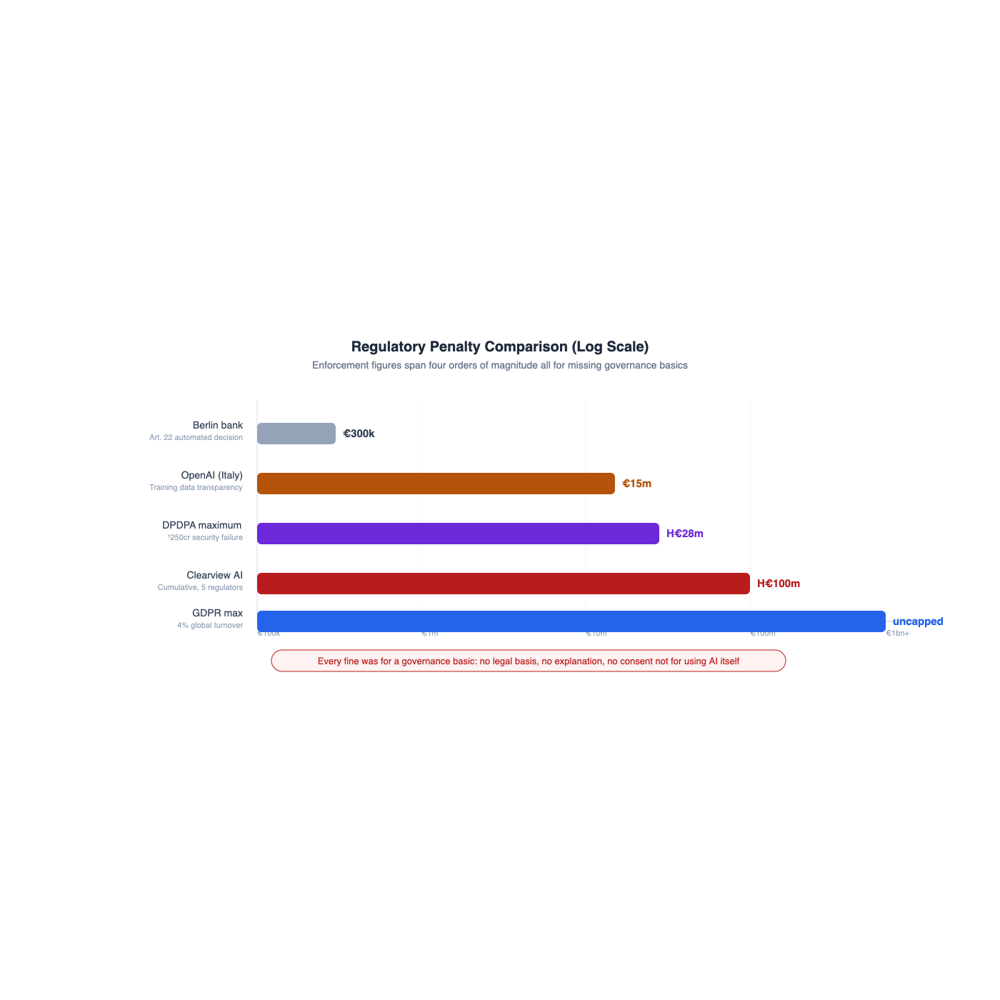 Regulatory Penalty Comparison (Log Scale)
Enforcement figures span four orders of magnitude all for missing governance basics
Berlin bank
Art. 22 automated decision
€300k
OpenAI (Italy)
Training data transparency
€15m
DPDPA maximum
¹250cr security failure
H€28m
Clearview AI
Cumulative, 5 regulators
H€100m
GDPR max
4% global turnover
uncapped
€100k
€1m
€10m
€100m
€1bn+
Every fine was for a governance basic: no legal basis, no explanation, no consent not for using AI itself